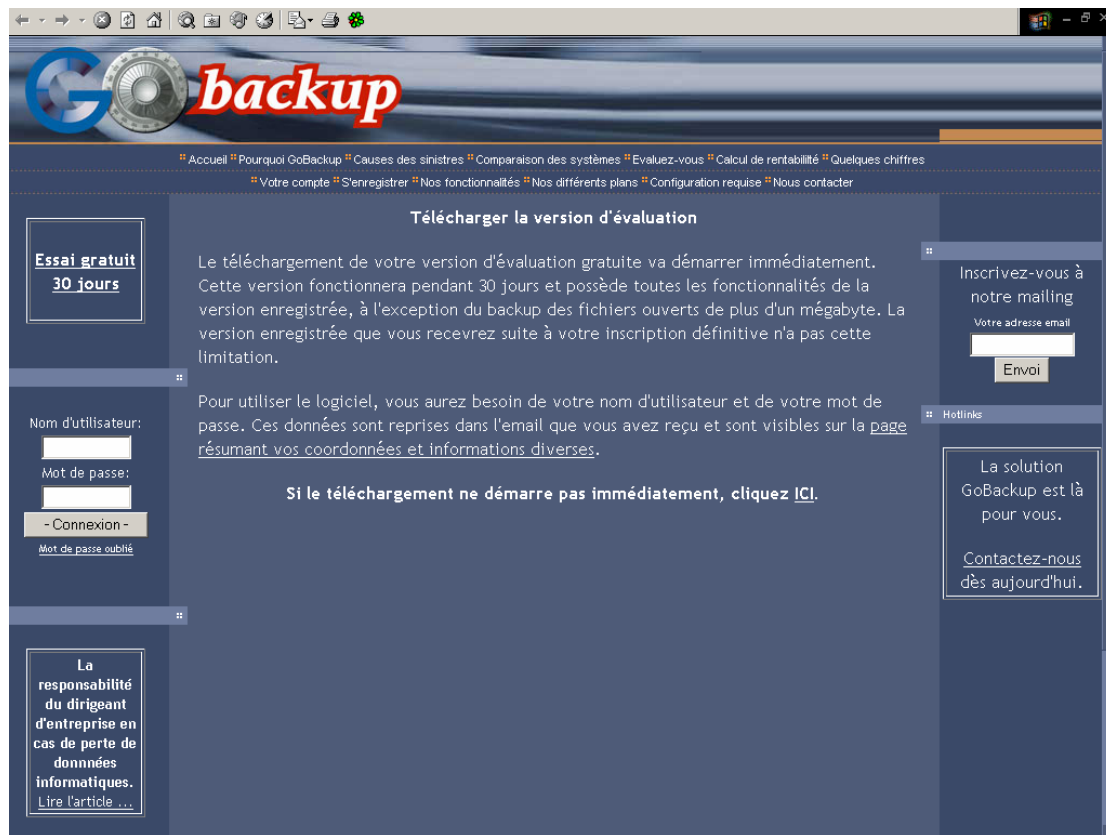 GO backup
Accueil Pourquoi GoBackup Causes des sinistres Comparaison des systèmes Evaluez-vous Calcul de rentabilité Quelques chiffres
Votre compte S'enregistrer Nos fonctionnalités Nos différents plans Configuration requise Nous contacter
Essai gratuit
30 jours
Nom d'utilisateur:
Mot de passe:
- Connexion -
Mot de passe oublié
La
responsabilité
du dirigeant
d'entreprise en
cas de perte de
donnnées
informatiques.
Lire l'article ...
Télécharger la version d'évaluation
Le téléchargement de votre version d'évaluation gratuite va démarrer immédiatement.
Cette version fonctionnera pendant 30 jours et possède toutes les fonctionnalités de la
version enregistrée, à l'exception du backup des fichiers ouverts de plus d'un mégabyte. La
version enregistrée que vous recevrez suite à votre inscription définitive n'a pas cette
limitation.
Pour utiliser le logiciel, vous aurez besoin de votre nom d'utilisateur et de votre mot de
passe. Ces données sont reprises dans l'email que vous avez reçu et sont visibles sur la page
résumant vos coordonnées et informations diverses.
Si le téléchargement ne démarre pas immédiatement, cliquez ICI.
Inscrivez-vous à
notre mailing
Votre adresse email
Envoi
Hotlinks
La solution
GoBackup est là
pour vous.
Contactez-nous
dès aujourd'hui.